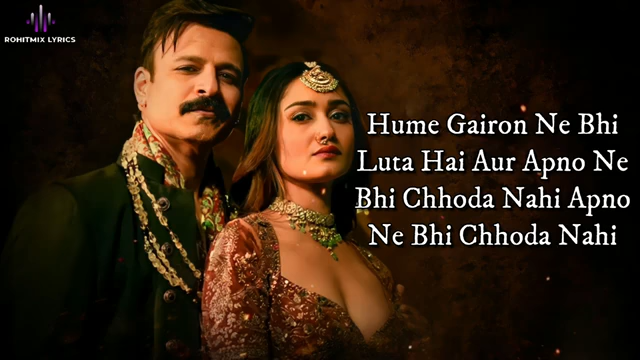 ROHITMIX LYRICS
Hume Gairon Ne Bhi
Luta Hai Aur Apno Ne
Bhi Chhoda Nahi Apno
Ne Bhi Chhoda Nahi